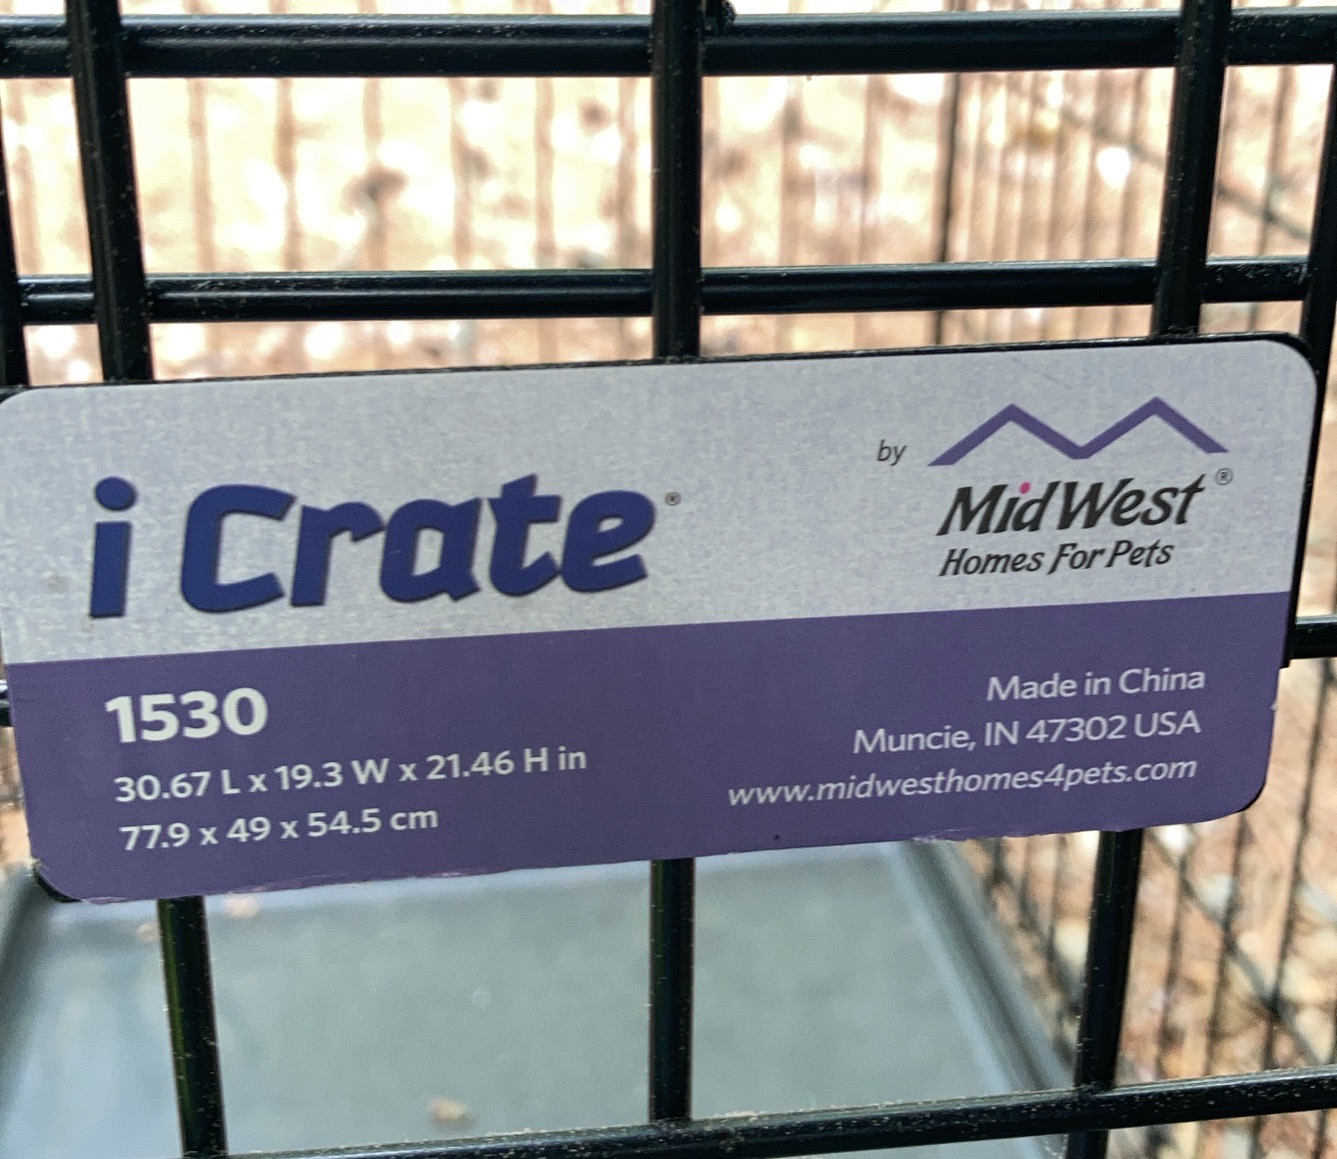 i Crate®
by
MidWest®
Homes For Pets
1530
30.67 L x 19.3 W x 21.46 H in
77.9 x 49 x 54.5 cm
Made in China
Muncie, IN 47302 USA
www.midwesthomes4pets.com